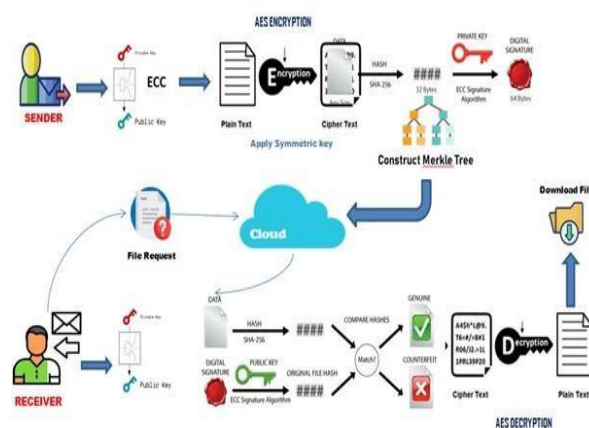 AES ENCRYPTION
DATA
Private Key
ECC
Public Key
SENDER
Plain Text
Encryption
Cipher Text
HASH
SHA-256
####
32 Bytes
PRIVATE KEY
ECC Signature
Algorithm
DIGITAL
SIGNATURE
64 Bytes
Apply Symmetric key
Construct Merkle Tree
File Request
Cloud
Download File
RECEIVER
Private Key
Public Key
DATA
HASH
SHA-256
####
DIGITAL
SIGNATURE
PUBLIC KEY
ECC Signature Algorithm
ORIGINAL FILE HASH
####
COMPARE HASHES
Match?
GENUINE
COUNTERFEIT
Cipher Text
Decryption
Plain Text
AES DECRYPTION